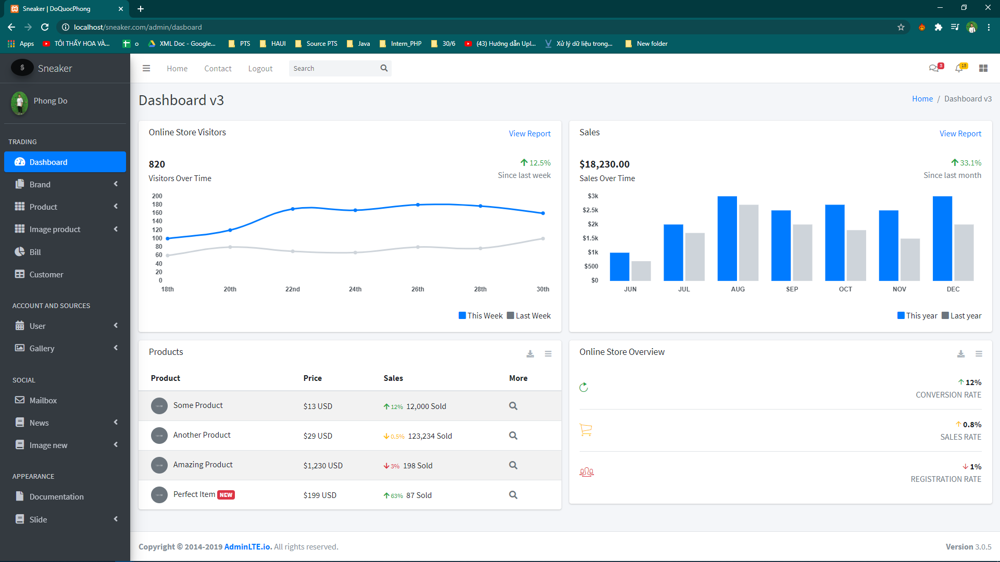 Sneaker | DoQuocPhong
localhost/sneaker.com/admin/dasboard
Apps TÔI THẤY HOA VÀ... o XML Doc - Google... PTS HAUI Source PTS Java Intern_PHP 30/6 (43) Hướng dẫn Upl... Xử lý dữ liệu trong... New folder
Sneaker
Home Contact Logout Search 3 15
Phong Do
TRADING
Dashboard
Brand
Product
Image product
Bill
Customer
ACCOUNT AND SOURCES
User
Gallery
SOCIAL
Mailbox
News
Image new
APPEARANCE
Documentation
Slide
Dashboard v3
Home / Dashboard v3
Online Store Visitors
View Report
820
Visitors Over Time
12.5%
Since last week
200
180
160
140
120
100
80
60
40
20
0
18th 20th 22nd 24th 26th 28th 30th
This Week Last Week
Sales
View Report
$18,230.00
Sales Over Time
33.1%
Since last month
$3k
$2.5k
$2k
$1.5k
$1k
$500
$0
JUN JUL AUG SEP OCT NOV DEC
This year Last year
Products
Product Price Sales More
Some Product $13 USD 12% 12,000 Sold
Another Product $29 USD 0.5% 123,234 Sold
Amazing Product $1,230 USD 3% 198 Sold
Perfect Item NEW $199 USD 63% 87 Sold
Online Store Overview
12%
CONVERSION RATE
0.8%
SALES RATE
1%
REGISTRATION RATE
Copyright © 2014-2019 AdminLTE.io. All rights reserved.
Version 3.0.5